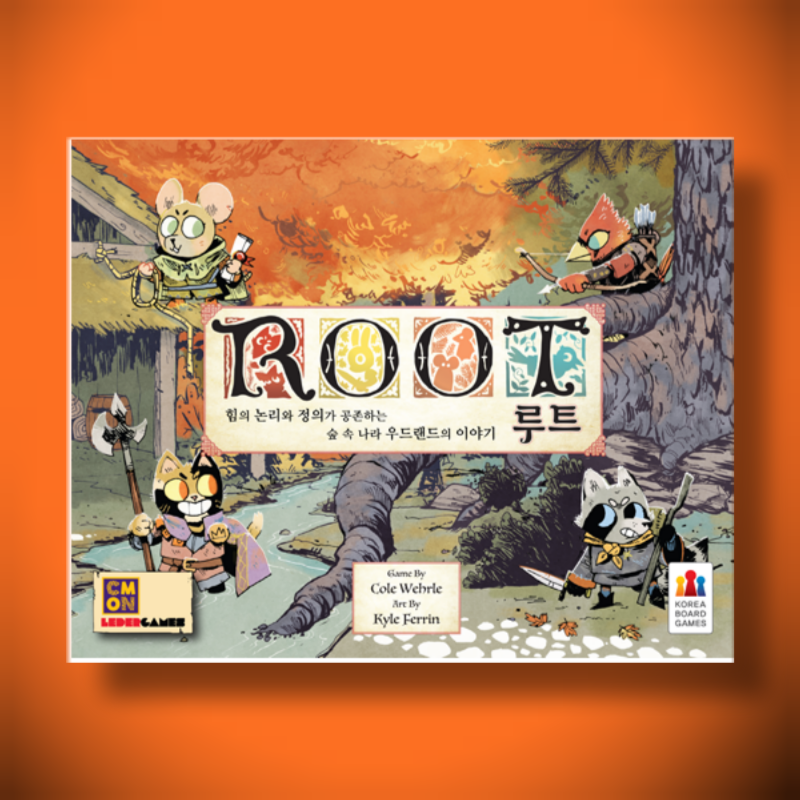 ROOT
힘의 논리와 정의가 공존하는
숲 속 나라 우드랜드의 이야기
루트
Game By
Cole Wehrle
Art By
Kyle Ferrin
CM
ON
LEDERGAMES
KOREA
BOARD
GAMES